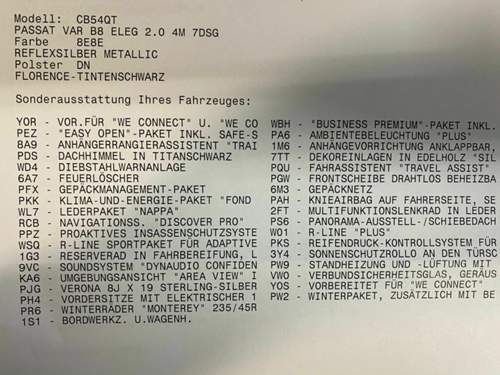 Modell: CB54QT
PASSAT VAR B8 ELEG 2.0 4M 7DSG
Farbe 8E8E
REFLEXSILBER METALLIC
Polster DN
FLORENCE-TINTENSCHWARZ
Sonderausstattung Ihres Fahrzeuges:
YOR - VOR.FÜR "WE CONNECT" U. "WE CO
PEZ - "EASY OPEN"-PAKET INKL. SAFE-S
8A9 - ANHÄNGERRANGIERASSISTENT "TRAI
PDS - DACHHIMMEL IN TITANSCHWARZ
WD4 - DIEBSTAHLWARNANLAGE
6A7 - FEUERLÖSCHER
PFX - GEPÄCKMANAGEMENT-PAKET
PKK - KLIMA-UND-ENERGIE-PAKET "FOND
WL7 - LEDERPAKET "NAPPA"
RCB - NAVIGATIONSS. "DISCOVER PRO"
PPZ - PROAKTIVES INSASSENSCHUTZSYSTE
WSQ - R-LINE SPORTPAKET FÜR ADAPTIVE
1G3 - RESERVERAD IN FAHRBEREIFUNG, L
9VC - SOUNDSYSTEM "DYNAUDIO CONFIDEN
KA6 - UMGEBUNGSANSICHT "AREA VIEW" I
PJG - VERONA 8J X 19 STERLING-SILBER
PH4 - VORDERSITZE MIT ELEKTRISCHER 1
PR6 - WINTERRÄDER "MONTEREY" 235/45R
1S1 - BORDWERKZ. U.WAGENH.
WBH - "BUSINESS PREMIUM"-PAKET INKL.
PA6 - AMBIENTEBELEUCHTUNG "PLUS"
1M6 - ANHÄNGEVORRICHTUNG ANKLAPPBAR,
7TT - DEKOREINLAGEN IN EDELHOLZ "SIL
PQU - FAHRASSISTENT "TRAVEL ASSIST"
PGW - FRONTSCHEIBE DRAHTLOS BEHEIZBA
6M3 - GEPÄCKNETZ
PAH - KNIEAIRBAG AUF FAHRERSEITE, SE
2FT - MULTIFUNKTIONSLENKRAD IN LEDER
PS6 - PANORAMA-AUSSTELL-/SCHIEBEDACH
WO1 - R-LINE "PLUS"
PKS - REIFENDRUCK-KONTROLLSYSTEM FÜR
3Y4 - SONNENSCHUTZROLLO AN DEN TÜRSC
PW9 - STANDHEIZUNG UND -LÜFTUNG MIT
VWO - VERBUNDSICHERHEITSGLAS, GERÄUS
YOS - VORBEREITET FÜR "WE CONNECT"
PW2 - WINTERPAKET, ZUSÄTZLICH MIT BE